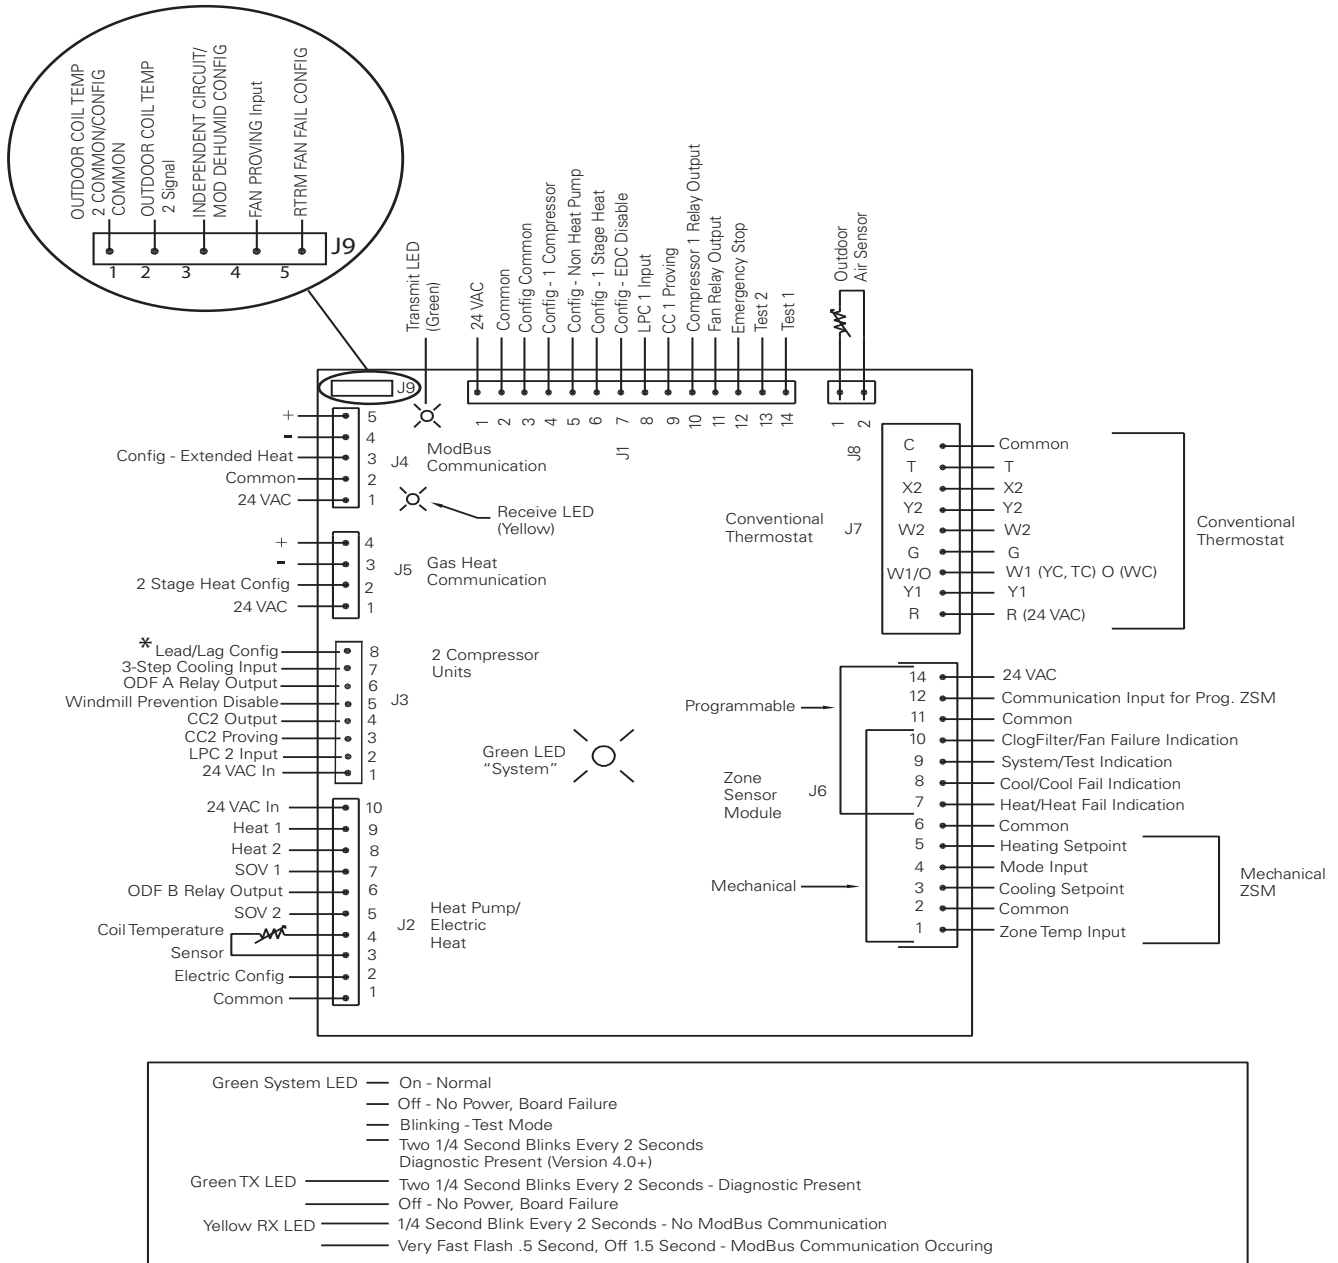 OUTDOOR COIL TEMP
2 COMMON/CONFIG
COMMON
OUTDOOR COIL TEMP
2 Signal
INDEPENDENT CIRCUIT/
MOD DEHUMID CONFIG
FAN PROVING Input
RTRM FAN FAIL CONFIG
J9
1 2 3 4 5
Transmit LED
(Green)
24 VAC
Common
Config Common
Config - 1 Compressor
Config - Non Heat Pump
Config - 1 Stage Heat
Config - EDC Disable
LPC 1 Input
CC 1 Proving
Compressor 1 Relay Output
Fan Relay Output
Emergency Stop
Test 2
Test 1
1 2 3 4 5 6 7 8 9 10 11 12 13 14
J1
Outdoor
Air Sensor
1 2
J8
J9
+ 5
- 4
Config - Extended Heat 3
Common 2
24 VAC 1
J4
ModBus
Communication
Receive LED
(Yellow)
+ 4
- 3
2 Stage Heat Config 2
24 VAC 1
J5
Gas Heat
Communication
* Lead/Lag Config 8
3-Step Cooling Input 7
ODF A Relay Output 6
Windmill Prevention Disable 5
CC2 Output 4
CC2 Proving 3
LPC 2 Input 2
24 VAC In 1
J3
2 Compressor
Units
Green LED
“System”
24 VAC In 10
Heat 1 9
Heat 2 8
SOV 1 7
ODF B Relay Output 6
SOV 2 5
Coil Temperature 4
Sensor 3
Electric Config 2
Common 1
J2
Heat Pump/
Electric
Heat
Conventional
Thermostat
J7
C Common
T T
X2 X2
Y2 Y2
W2 W2
G G
W1/O W1 (YC, TC) O (WC)
Y1 Y1
R R (24 VAC)
Conventional
Thermostat
Programmable
Zone
Sensor
Module
J6
Mechanical
14 24 VAC
12 Communication Input for Prog. ZSM
11 Common
10 ClogFilter/Fan Failure Indication
9 System/Test Indication
8 Cool/Cool Fail Indication
7 Heat/Heat Fail Indication
6 Common
5 Heating Setpoint
4 Mode Input
3 Cooling Setpoint
2 Common
1 Zone Temp Input
Mechanical
ZSM
Green System LED — On - Normal
Off - No Power, Board Failure
Blinking - Test Mode
Two 1/4 Second Blinks Every 2 Seconds
Diagnostic Present (Version 4.0+)
Green TX LED Two 1/4 Second Blinks Every 2 Seconds - Diagnostic Present
Off - No Power, Board Failure
Yellow RX LED 1/4 Second Blink Every 2 Seconds - No ModBus Communication
Very Fast Flash .5 Second, Off 1.5 Second - ModBus Communication Occuring